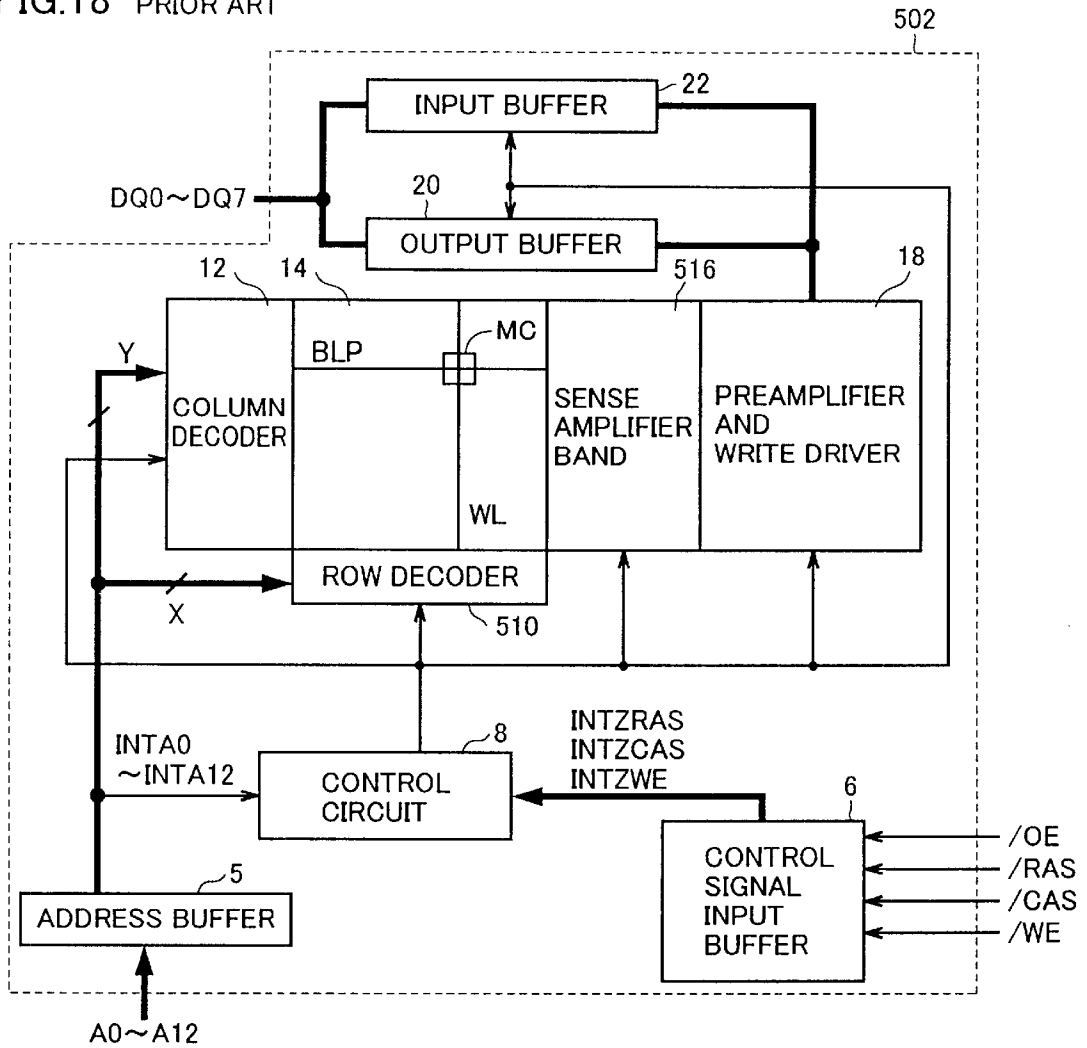 FIG.18 PRIOR ART
502
22
INPUT BUFFER
DQ0～DQ7
20
OUTPUT BUFFER
12
14
516
18
Y
BLP
MC
COLUMN
DECODER
SENSE
AMPLIFIER
BAND
PREAMPLIFIER
AND
WRITE DRIVER
WL
ROW DECODER
X
510
INTA0
～INTA12
8
CONTROL
CIRCUIT
INTZRAS
INTZCAS
INTZWE
6
CONTROL
SIGNAL
INPUT
BUFFER
/OE
/RAS
/CAS
/WE
5
ADDRESS BUFFER
A0～A12